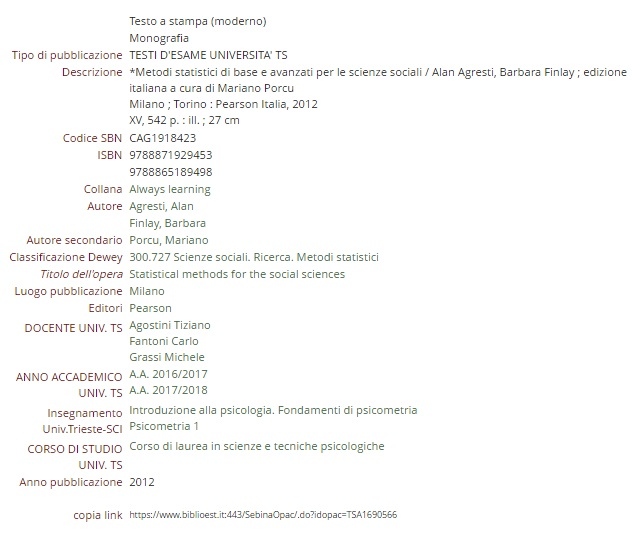 Testo a stampa (moderno)
Monografia
Tipo di pubblicazione TESTI D'ESAME UNIVERSITA' TS
Descrizione *Metodi statistici di base e avanzati per le scienze sociali / Alan Agresti, Barbara Finlay ; edizione
italiana a cura di Mariano Porcu
Milano ; Torino : Pearson Italia, 2012
XV, 542 p. : ill. ; 27 cm
Codice SBN CAG1918423
ISBN 9788871929453
9788865189498
Collana Always learning
Autore Agresti, Alan
Finlay, Barbara
Autore secondario Porcu, Mariano
Classificazione Dewey 300.727 Scienze sociali. Ricerca. Metodi statistici
Titolo dell'opera Statistical methods for the social sciences
Luogo pubblicazione Milano
Editori Pearson
DOCENTE UNIV. TS Agostini Tiziano
Fantoni Carlo
Grassi Michele
ANNO ACCADEMICO A.A. 2016/2017
UNIV. TS A.A. 2017/2018
Insegnamento Introduzione alla psicologia. Fondamenti di psicometria
Univ.Trieste-SCI Psicometria 1
CORSO DI STUDIO Corso di laurea in scienze e tecniche psicologiche
UNIV. TS
Anno pubblicazione 2012
copia link https://www.biblioest.it:443/SebinaOpac/.do?idopac=TSA1690566